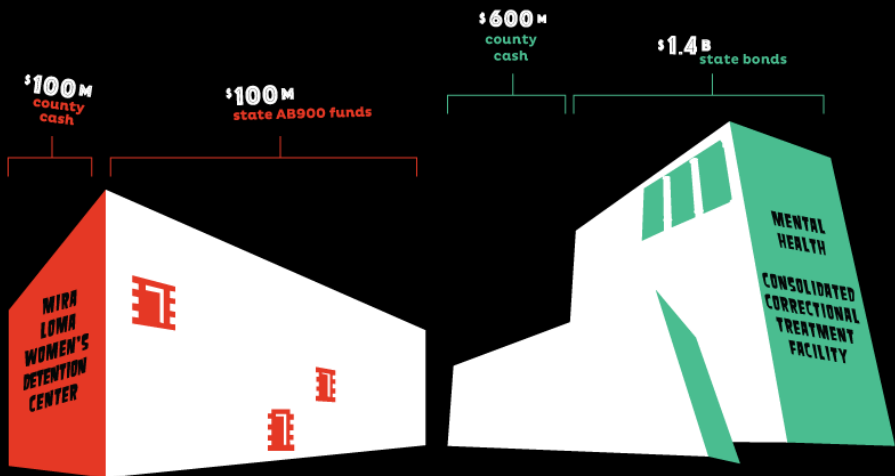 $100M
county
cash
$100M
state AB900 funds
MIRA
LOMA
WOMEN'S
DETENTION
CENTER
$600M
county
cash
$1.4B
state bonds
MENTAL
HEALTH
CONSOLIDATED
CORRECTIONAL
TREATMENT
FACILITY